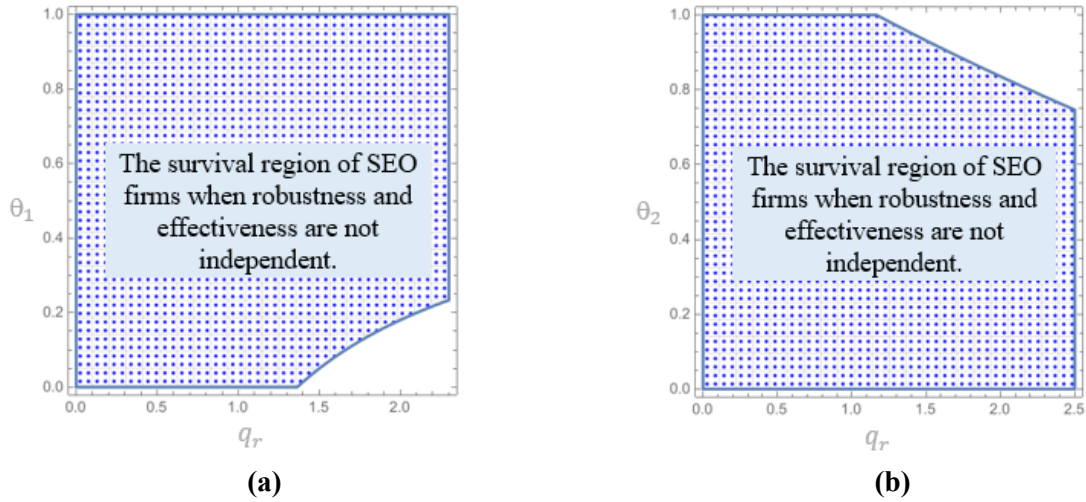 1.0
0.8
0.6
0.4
0.2
0.0
θ₁
The survival region of SEO
firms when robustness and
effectiveness are not
independent.
0.0 0.5 1.0 1.5 2.0
qᵣ
(a)
1.0
0.8
0.6
0.4
0.2
0.0
θ₂
The survival region of SEO
firms when robustness and
effectiveness are not
independent.
0.0 0.5 1.0 1.5 2.0 2.5
qᵣ
(b)